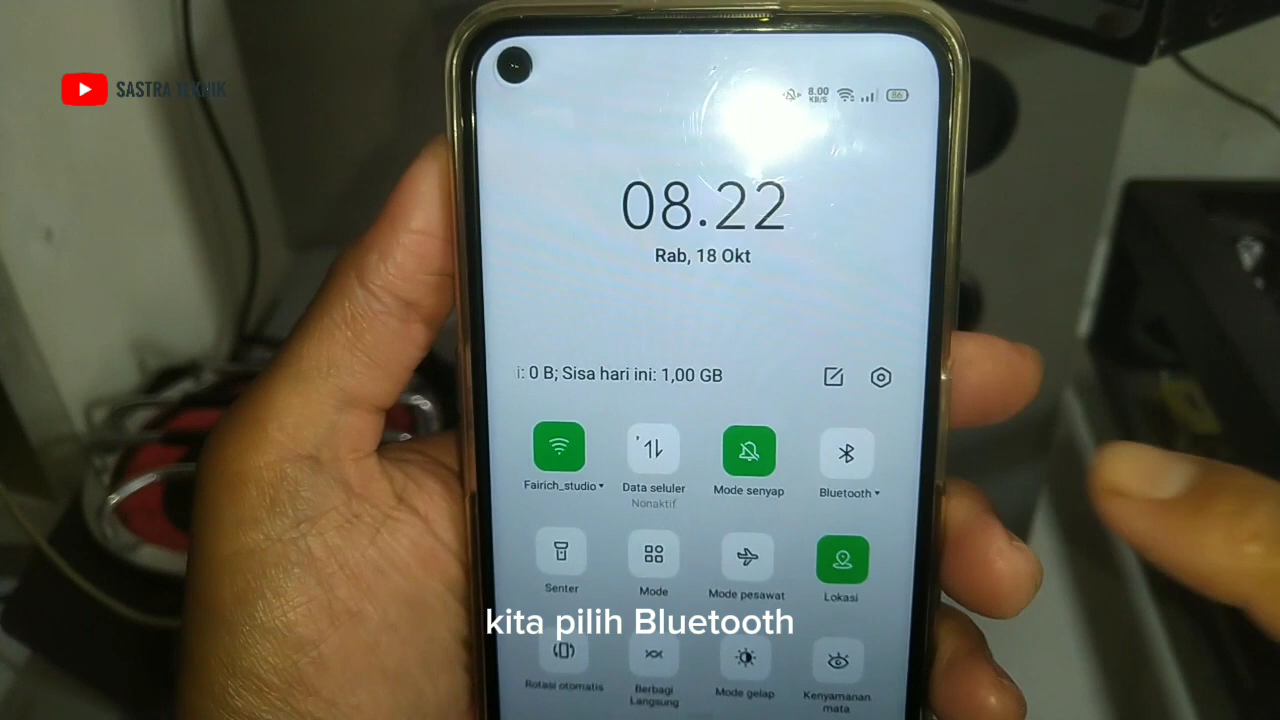 SASTRA TEKNIK
8.00
KB/S
86
08.22
Rab, 18 Okt
i: 0 B; Sisa hari ini: 1,00 GB
Fairich_studio
Data seluler
Nonaktif
Mode senyap
Bluetooth
Senter
Mode
Mode pesawat
Lokasi
kita pilih Bluetooth
Rotasi otomatis
Berbagi
Langsung
Mode gelap
Kenyamanan
mata